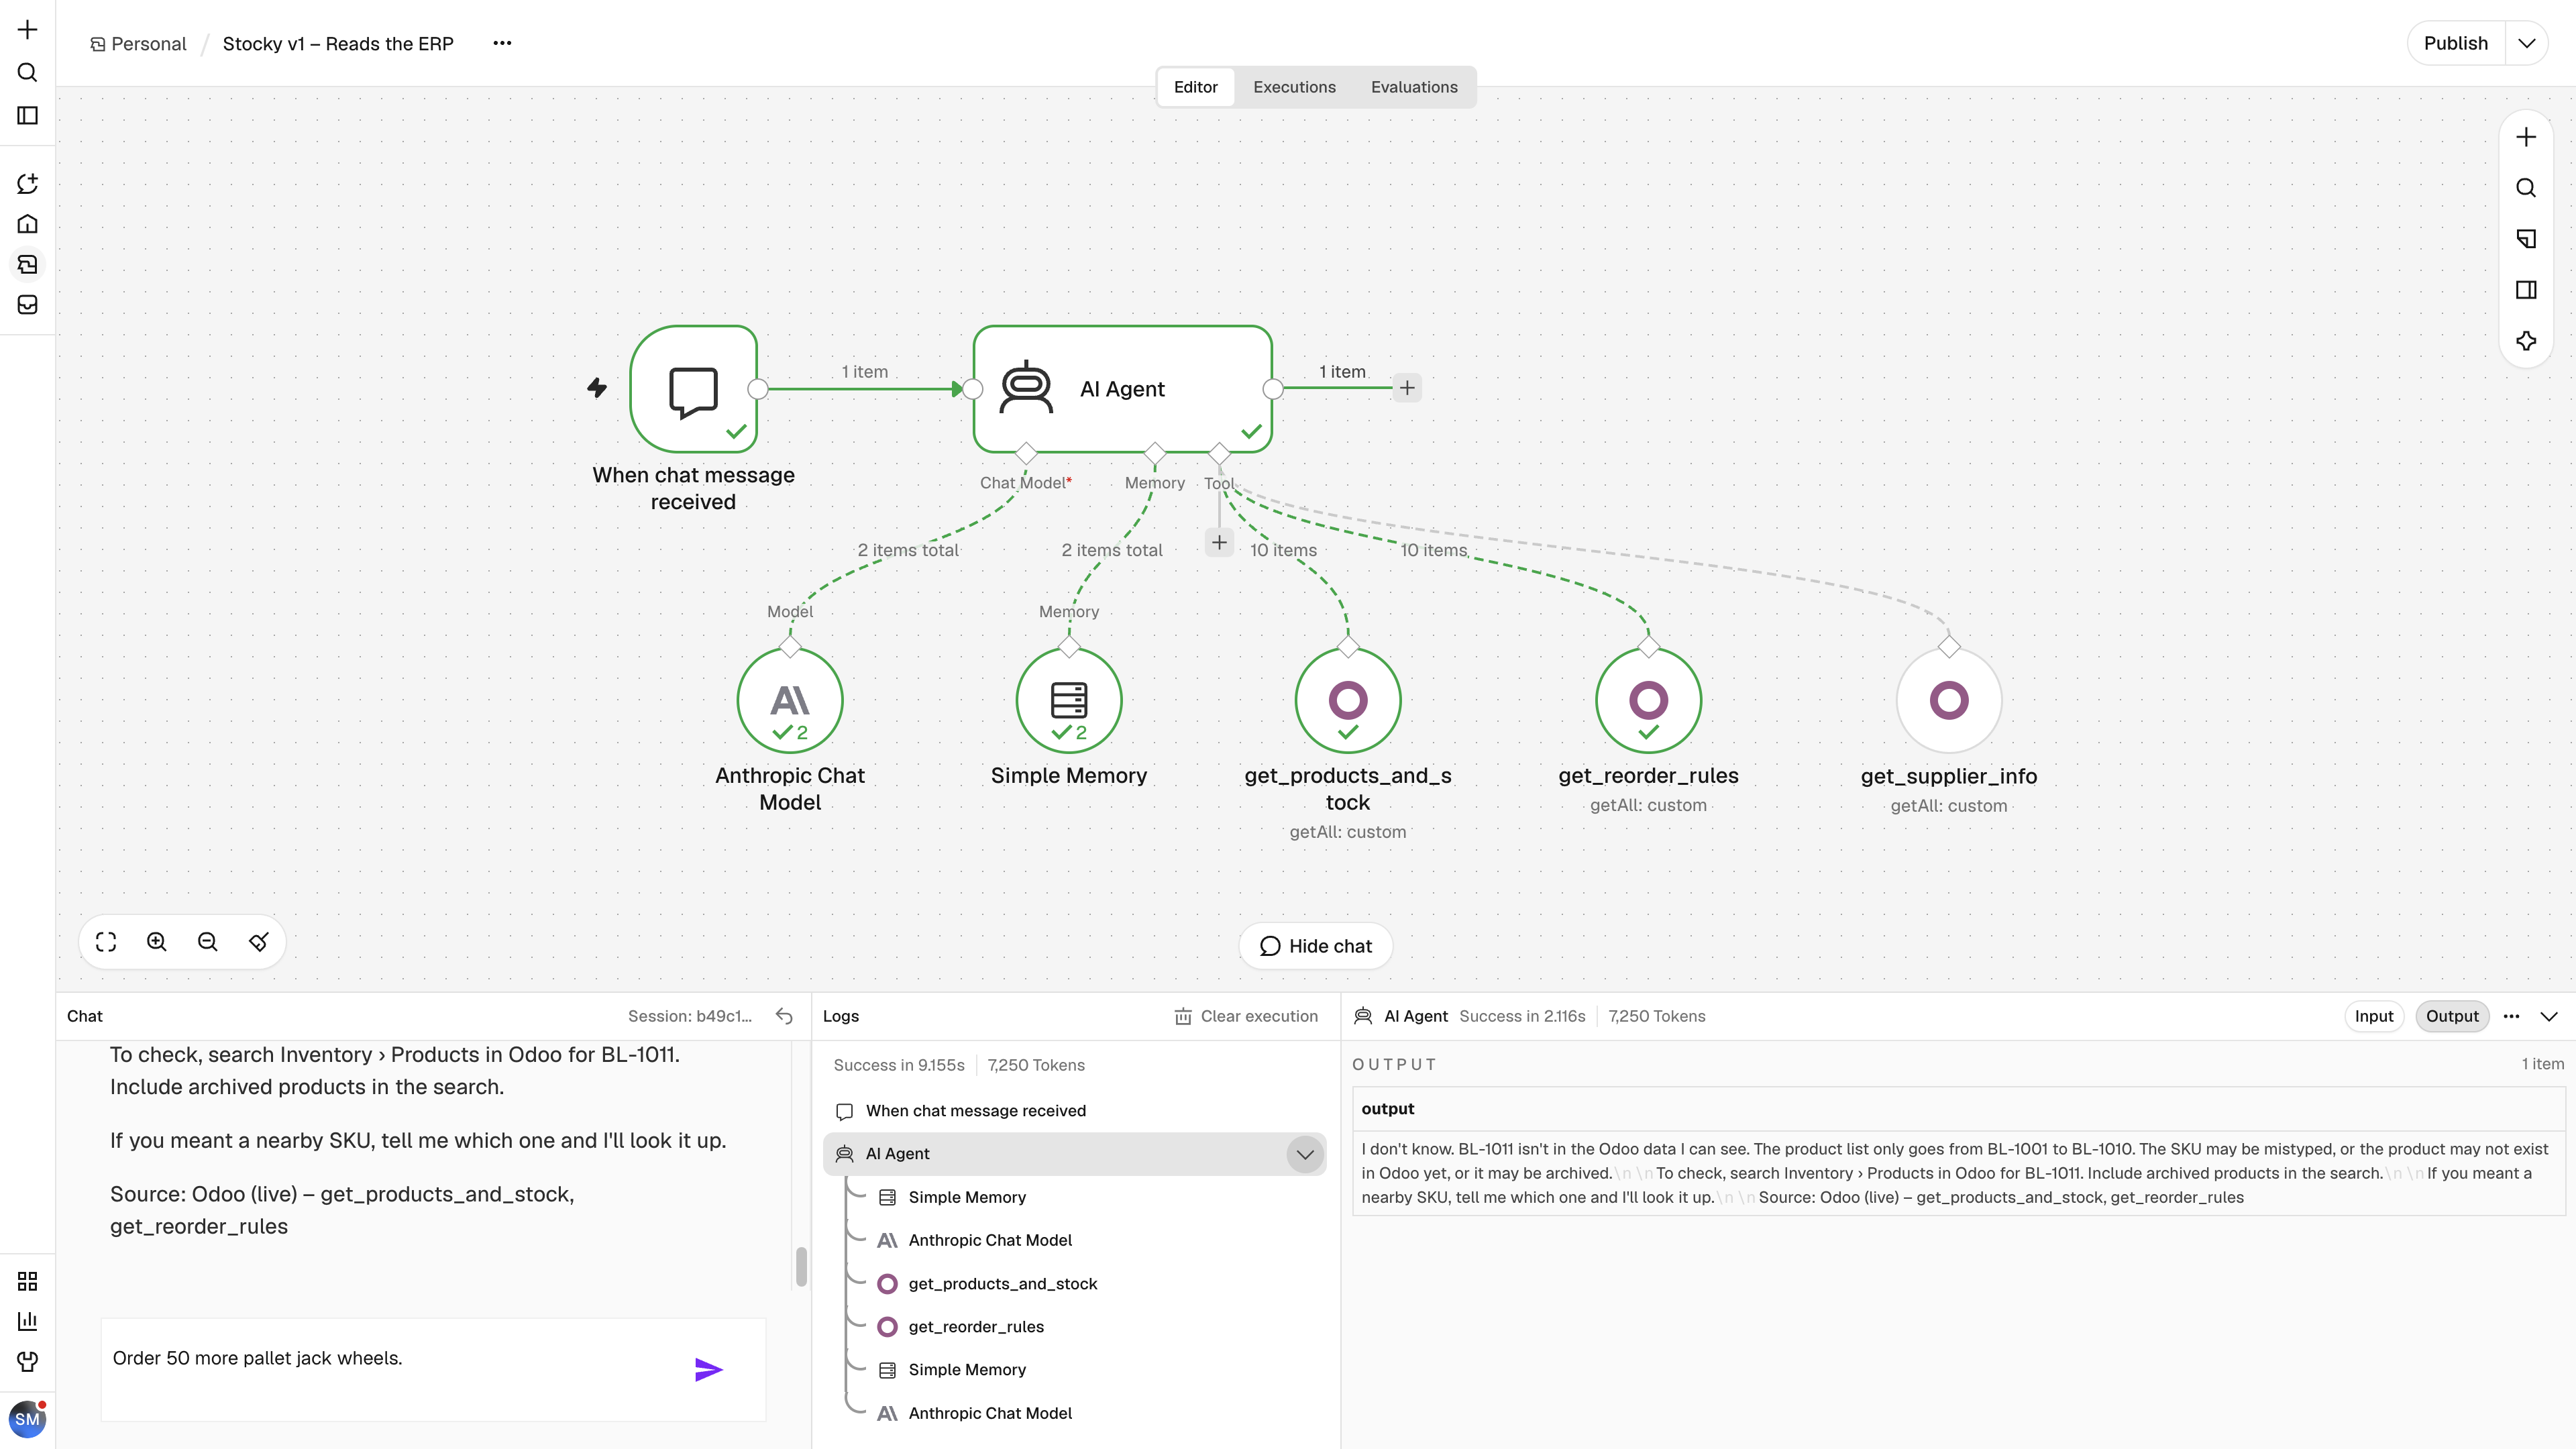 Personal / Stocky v1 – Reads the ERP
Publish
Editor
Executions
Evaluations
1 item
AI Agent
1 item
When chat message
received
Chat Model*
Memory
Tool
2 items total
2 items total
10 items
10 items
Model
Memory
2
2
Anthropic Chat
Model
Simple Memory
get_products_and_s
tock
getAll: custom
get_reorder_rules
getAll: custom
get_supplier_info
getAll: custom
Hide chat
Chat
Session: b49c1...
To check, search Inventory › Products in Odoo for BL-1011.
Include archived products in the search.
If you meant a nearby SKU, tell me which one and I'll look it up.
Source: Odoo (live) – get_products_and_stock,
get_reorder_rules
Order 50 more pallet jack wheels.
SM
Logs
Clear execution
Success in 9.155s
7,250 Tokens
When chat message received
AI Agent
Simple Memory
Anthropic Chat Model
get_products_and_stock
get_reorder_rules
Simple Memory
Anthropic Chat Model
AI Agent
Success in 2.116s
7,250 Tokens
Input
Output
OUTPUT
1 item
output
I don't know. BL-1011 isn't in the Odoo data I can see. The product list only goes from BL-1001 to BL-1010. The SKU may be mistyped, or the product may not exist
in Odoo yet, or it may be archived.\n \n To check, search Inventory › Products in Odoo for BL-1011. Include archived products in the search.\n \n If you meant a
nearby SKU, tell me which one and I'll look it up.\n \n Source: Odoo (live) – get_products_and_stock, get_reorder_rules